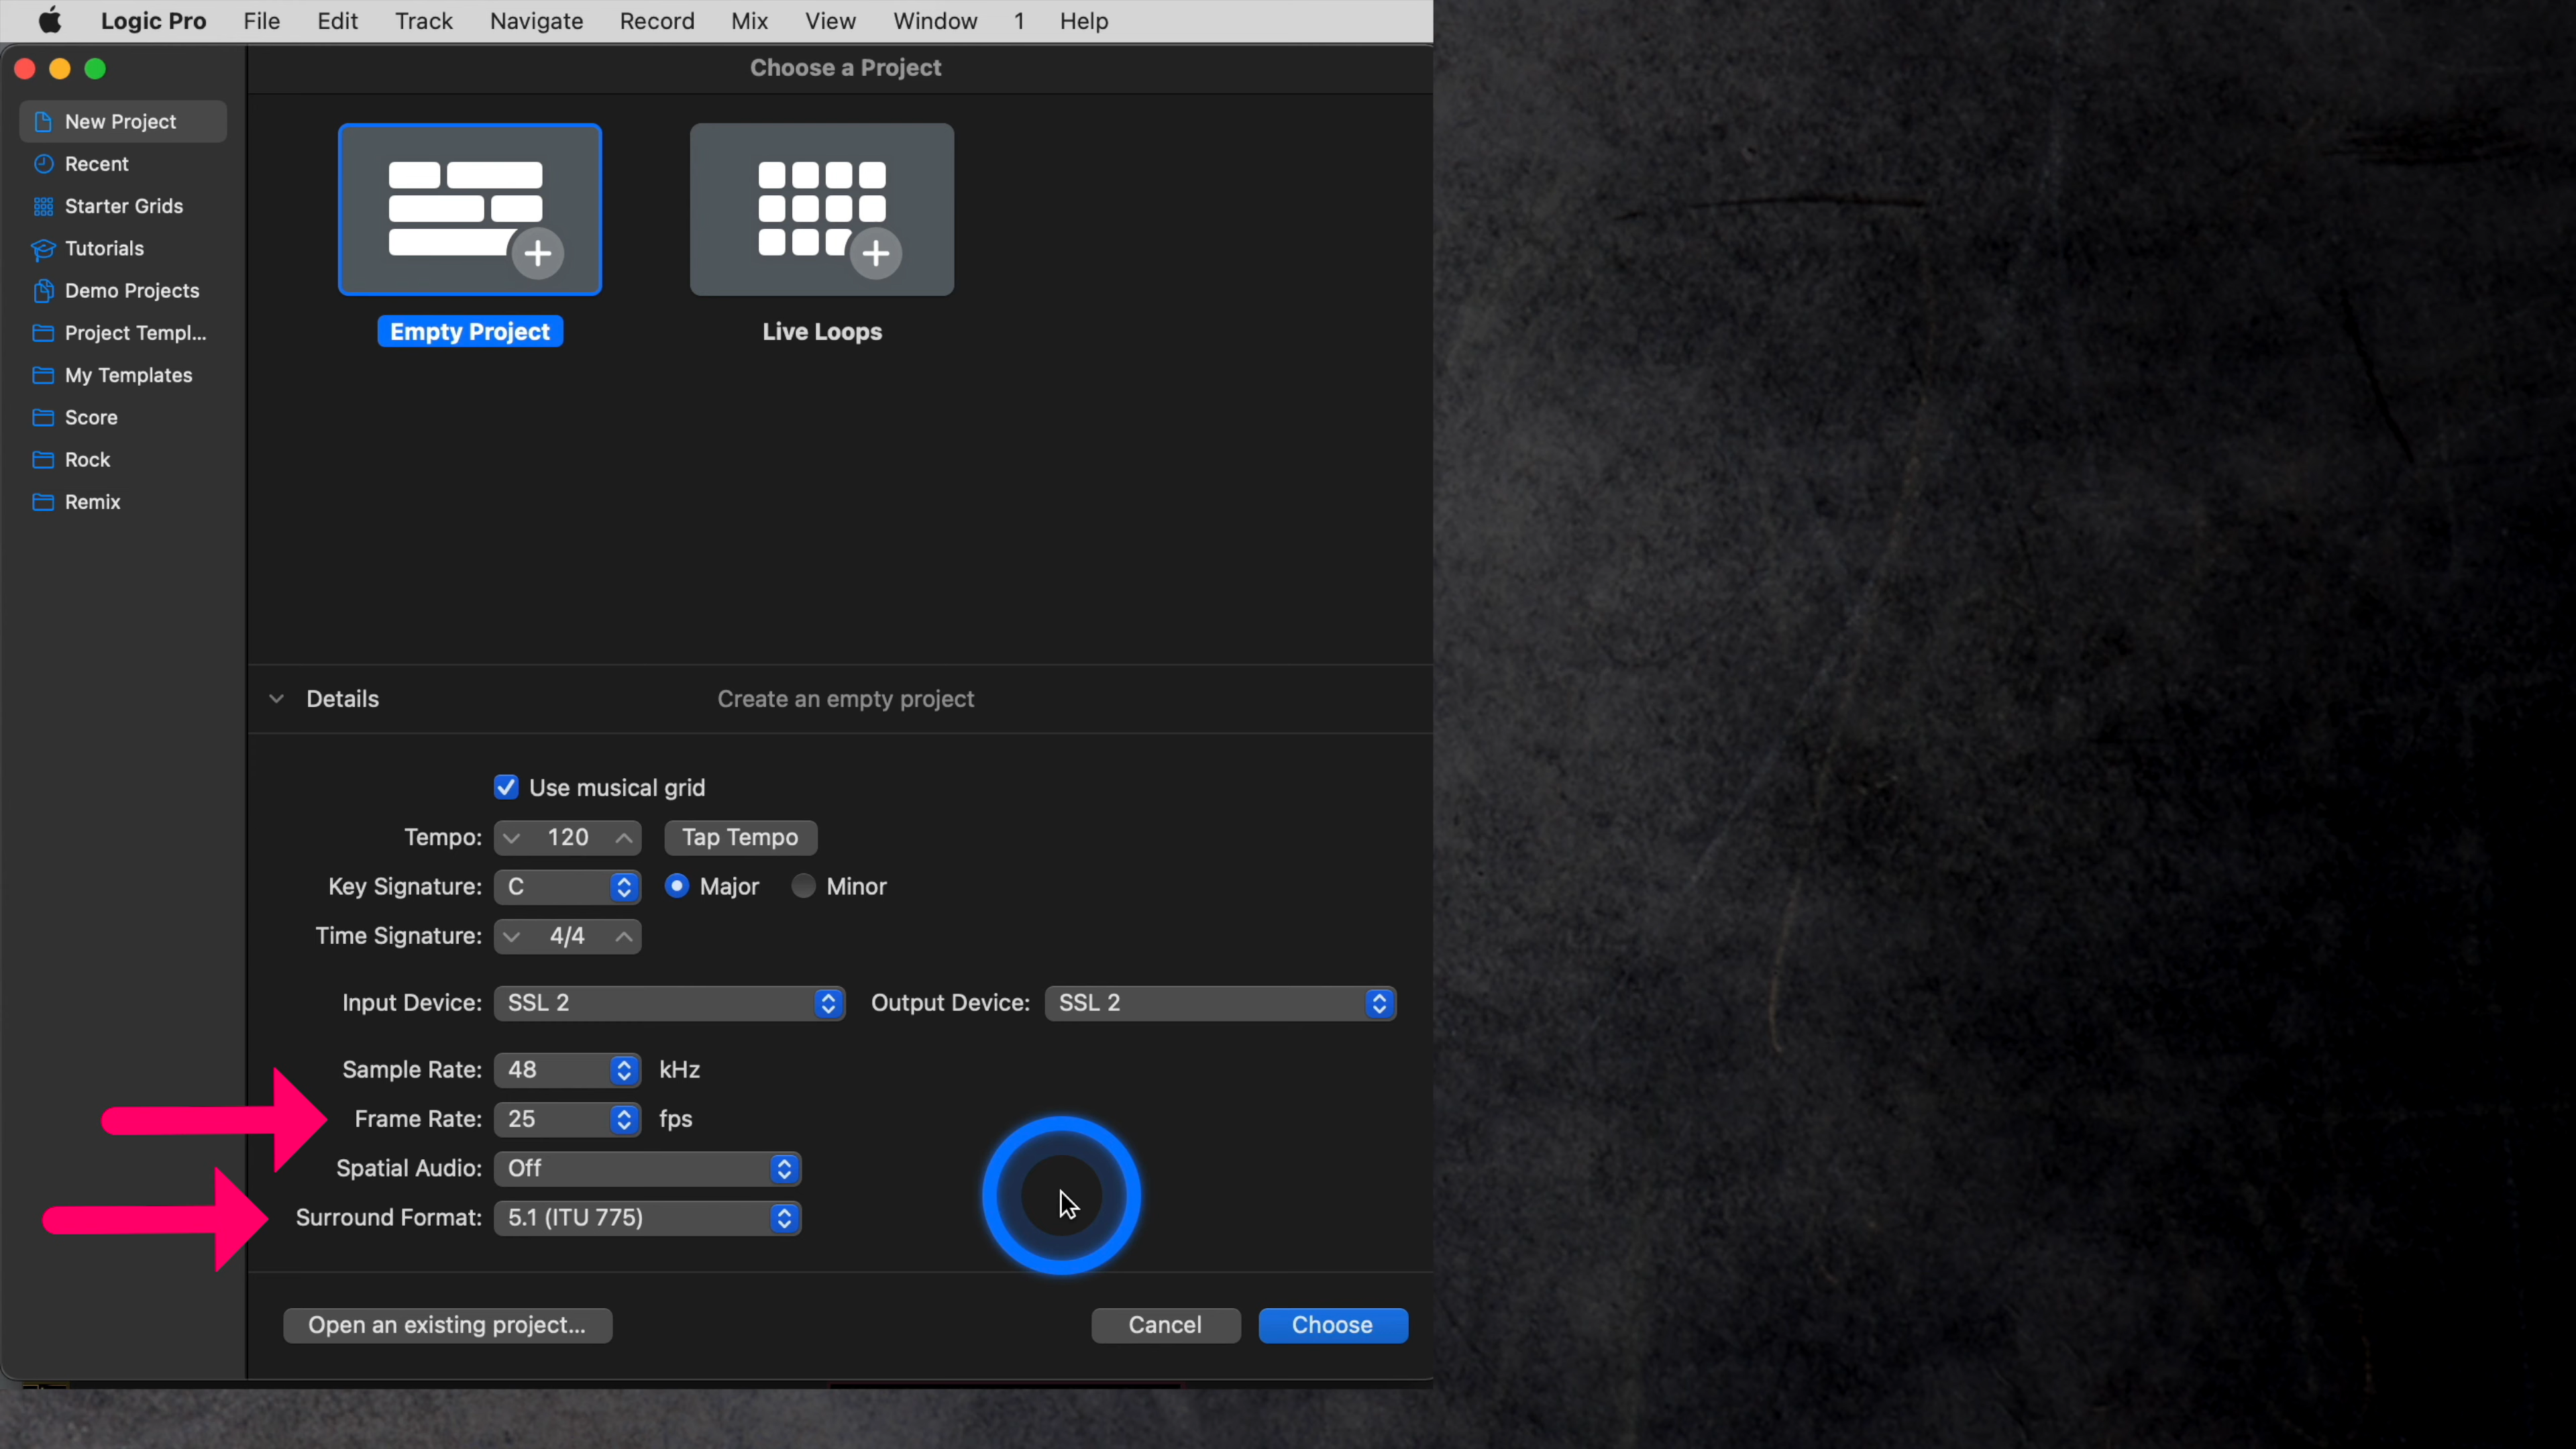 Logic Pro File Edit Track Navigate Record Mix View Window 1 Help
Choose a Project
New Project
Recent
Starter Grids
Tutorials
Demo Projects
Project Templ...
My Templates
Score
Rock
Remix
Empty Project
Live Loops
Details
Create an empty project
Use musical grid
Tempo: 120 Tap Tempo
Key Signature: C Major Minor
Time Signature: 4/4
Input Device: SSL 2 Output Device: SSL 2
Sample Rate: 48 kHz
Frame Rate: 25 fps
Spatial Audio: Off
Surround Format: 5.1 (ITU 775)
Open an existing project... Cancel Choose